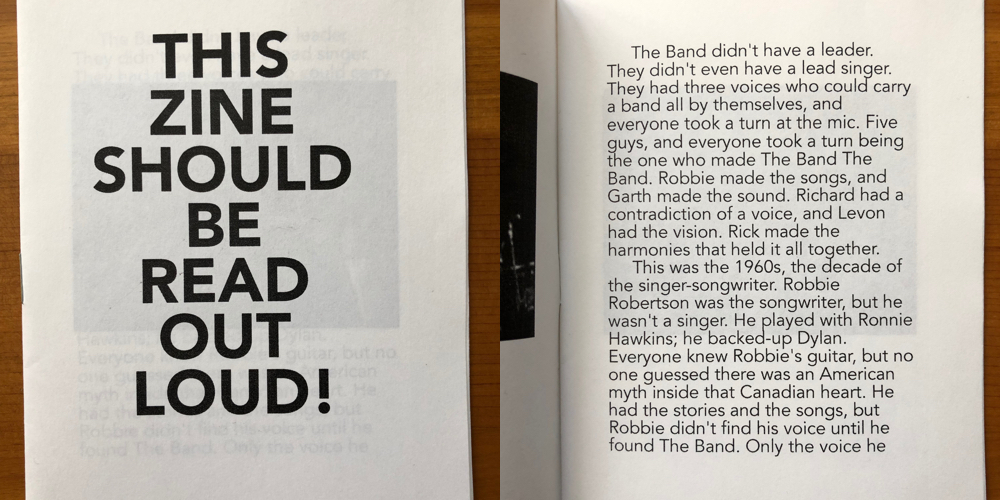 THIS
ZINE
SHOULD
BE
READ
OUT
LOUD!
The Band didn't have a leader.
They didn't even have a lead singer.
They had three voices who could carry
a band all by themselves, and
everyone took a turn at the mic. Five
guys, and everyone took a turn being
the one who made The Band The
Band. Robbie made the songs, and
Garth made the sound. Richard had a
contradiction of a voice, and Levon
had the vision. Rick made the
harmonies that held it all together.
This was the 1960s, the decade of
the singer-songwriter. Robbie
Robertson was the songwriter, but he
wasn't a singer. He played with Ronnie
Hawkins; he backed-up Dylan.
Everyone knew Robbie's guitar, but no
one guessed there was an American
myth inside that Canadian heart. He
had the stories and the songs, but
Robbie didn't find his voice until he
found The Band. Only the voice he